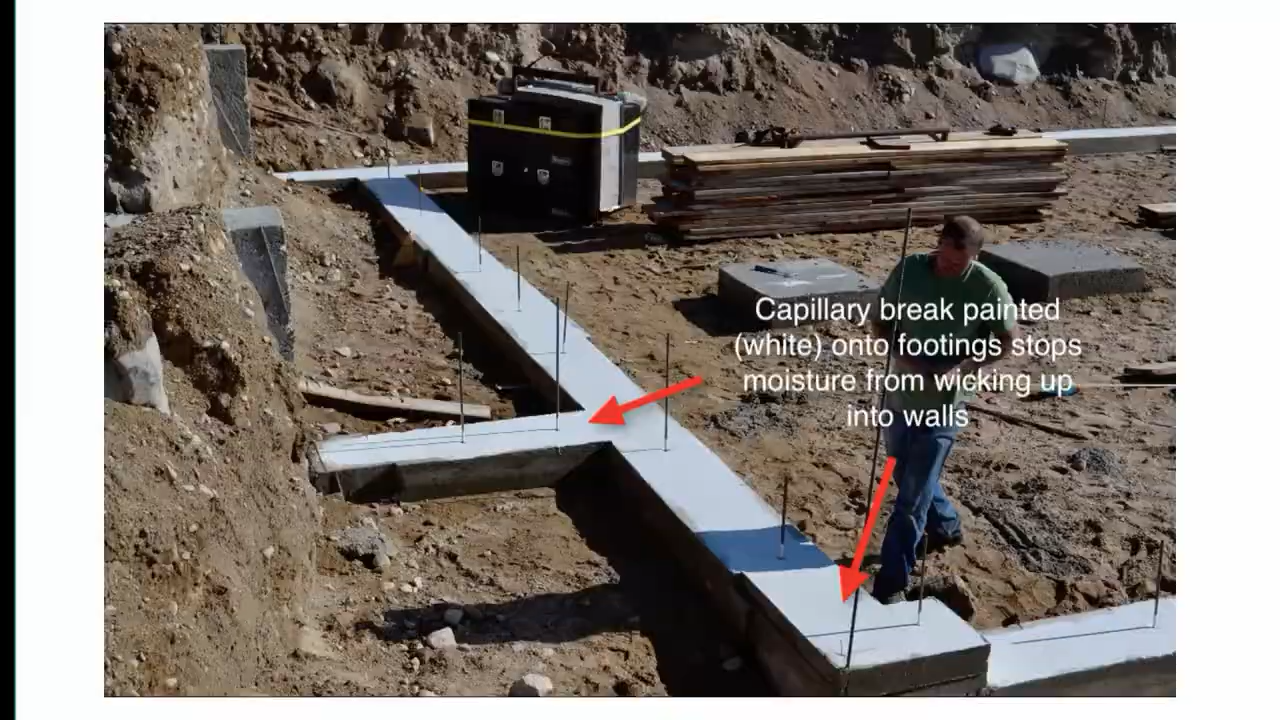 Capillary break painted
(white) onto footings stops
moisture from wicking up
into walls